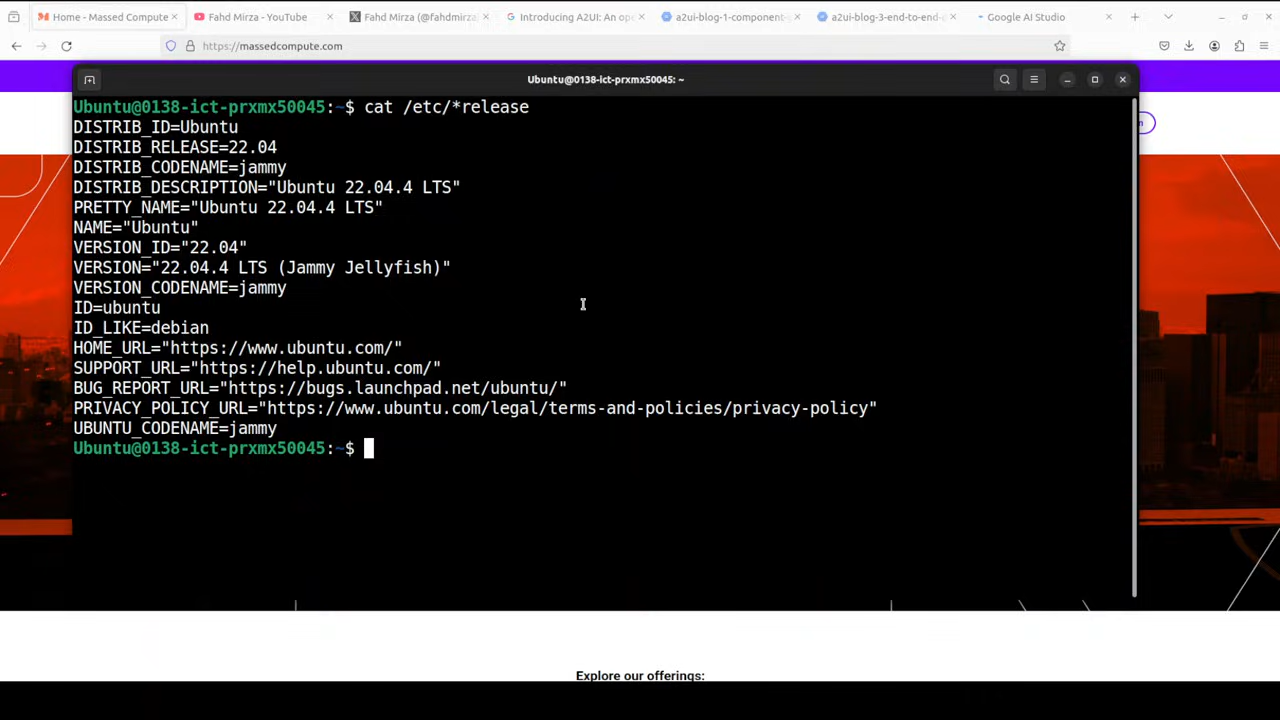 Home - Massed Compute
Fahd Mirza - YouTube
Fahd Mirza (@fahdmirza
Introducing A2UI: An op
a2ui-blog-1-component-
a2ui-blog-3-end-to-end-
Google AI Studio
https://massedcompute.com
Ubuntu@0138-ict-prxmx50045: ~
Ubuntu@0138-ict-prxmx50045:~$ cat /etc/*release
DISTRIB_ID=Ubuntu
DISTRIB_RELEASE=22.04
DISTRIB_CODENAME=jammy
DISTRIB_DESCRIPTION="Ubuntu 22.04.4 LTS"
PRETTY_NAME="Ubuntu 22.04.4 LTS"
NAME="Ubuntu"
VERSION_ID="22.04"
VERSION="22.04.4 LTS (Jammy Jellyfish)"
VERSION_CODENAME=jammy
ID=ubuntu
ID_LIKE=debian
HOME_URL="https://www.ubuntu.com/"
SUPPORT_URL="https://help.ubuntu.com/"
BUG_REPORT_URL="https://bugs.launchpad.net/ubuntu/"
PRIVACY_POLICY_URL="https://www.ubuntu.com/legal/terms-and-policies/privacy-policy"
UBUNTU_CODENAME=jammy
Ubuntu@0138-ict-prxmx50045:~$
Explore our offerings: